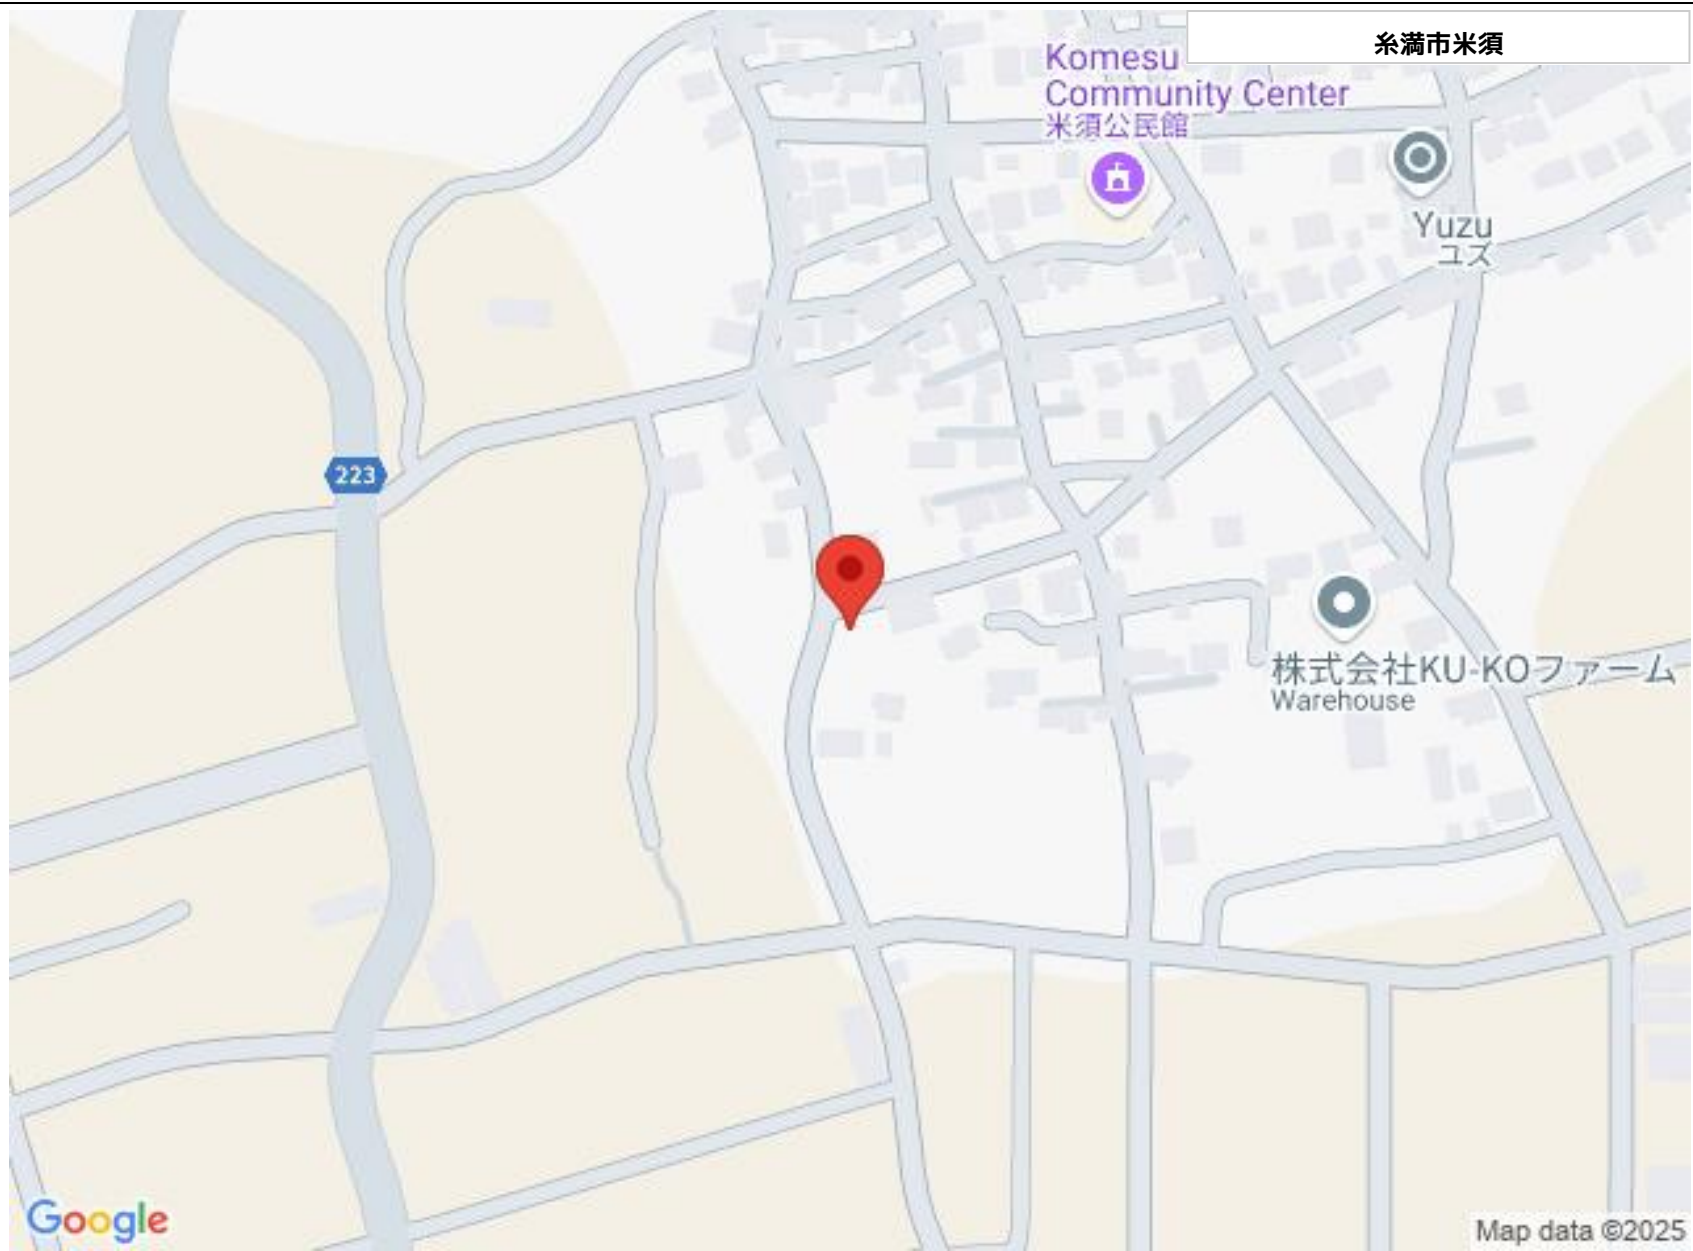 糸満市米須
Komesu
Community Center
米須公民館
Yuzu
ユズ
223
株式会社KU-KOファーム
Warehouse
Google
Map data ©2025